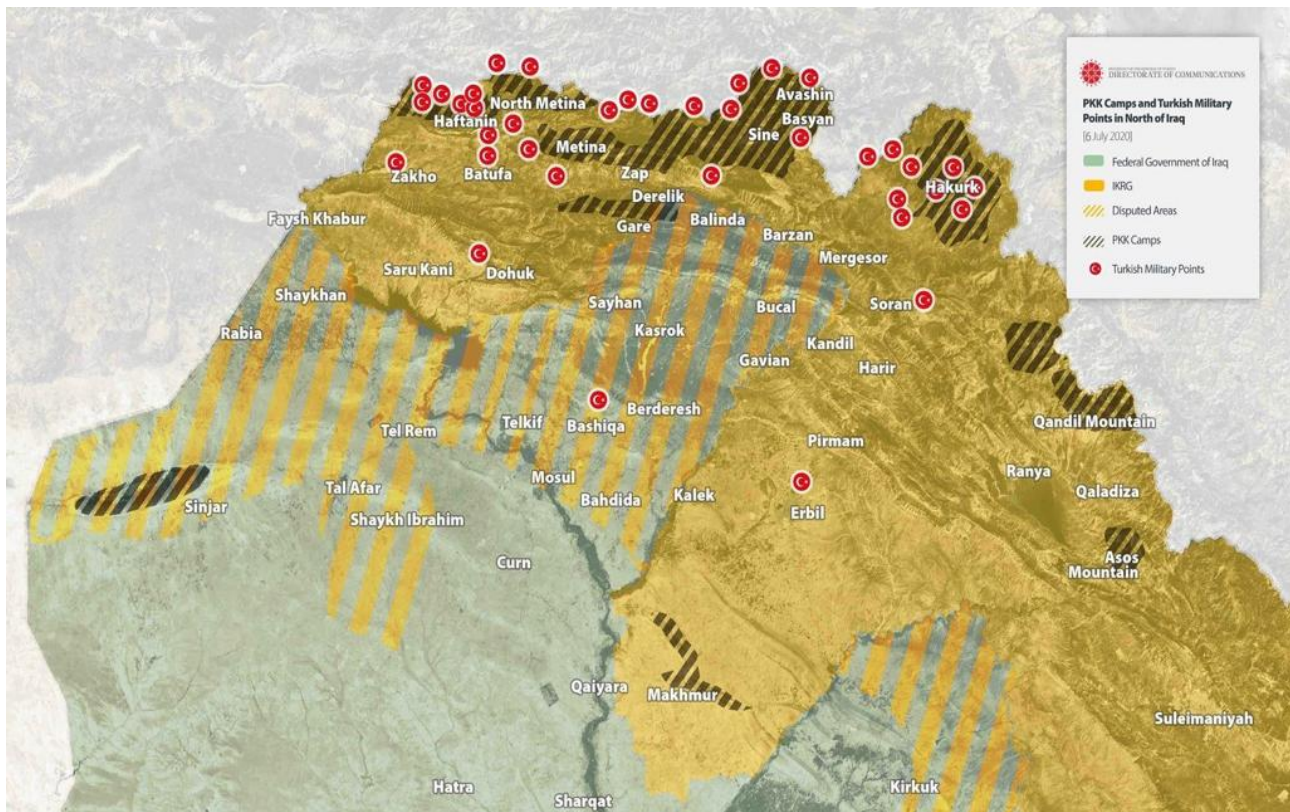 DIRECTORATE OF COMMUNICATIONS
PKK Camps and Turkish Military
Points in North of Iraq
[6 July 2020]
Federal Government of Iraq
IKRG
Disputed Areas
PKK Camps
Turkish Military Points
North Metina
Avashin
Haftanin
Basyan
Sine
Metina
Zakho
Batufa
Zap
Hakurk
Derelik
Faysh Khabur
Gare
Balinda
Barzan
Mergesor
Saru Kani
Dohuk
Shaykhan
Sayhan
Bucal
Soran
Rabia
Kasrok
Kandil
Gavian
Harir
Berderesh
Bashiqa
Telkif
Tel Rem
Qandil Mountain
Pirmam
Mosul
Ranya
Tal Afar
Bahdida
Kalek
Qaladiza
Sinjar
Shaykh Ibrahim
Erbil
Curn
Asos
Mountain
Qaiyara
Makhmur
Suleimaniyah
Hatra
Sharqat
Kirkuk